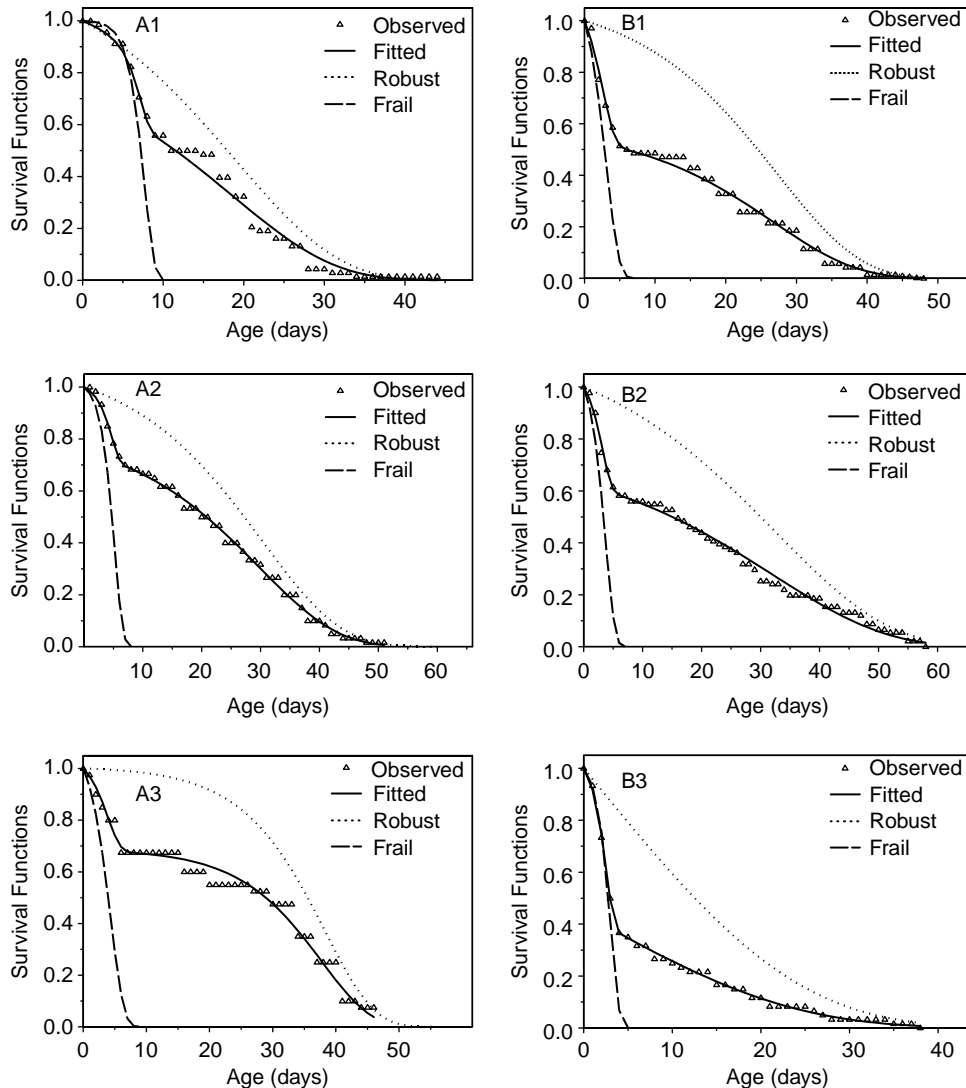 A1
Observed
Fitted
Robust
Frail
1.0
0.8
0.6
0.4
0.2
0.0
Survival Functions
0 10 20 30 40
Age (days)
B1
Observed
Fitted
Robust
Frail
1.0
0.8
0.6
0.4
0.2
0.0
Survival Functions
0 10 20 30 40 50
Age (days)
A2
Observed
Fitted
Robust
Frail
1.0
0.8
0.6
0.4
0.2
0.0
Survival Functions
10 20 30 40 50 60
Age (days)
B2
Observed
Fitted
Robust
Frail
1.0
0.8
0.6
0.4
0.2
0.0
Survival Functions
0 10 20 30 40 50 60
Age (days)
A3
Observed
Fitted
Robust
Frail
1.0
0.8
0.6
0.4
0.2
0.0
Survival Functions
0 10 20 30 40 50
Age (days)
B3
Observed
Fitted
Robust
Frail
1.0
0.8
0.6
0.4
0.2
0.0
Survival Functions
0 10 20 30 40
Age (days)